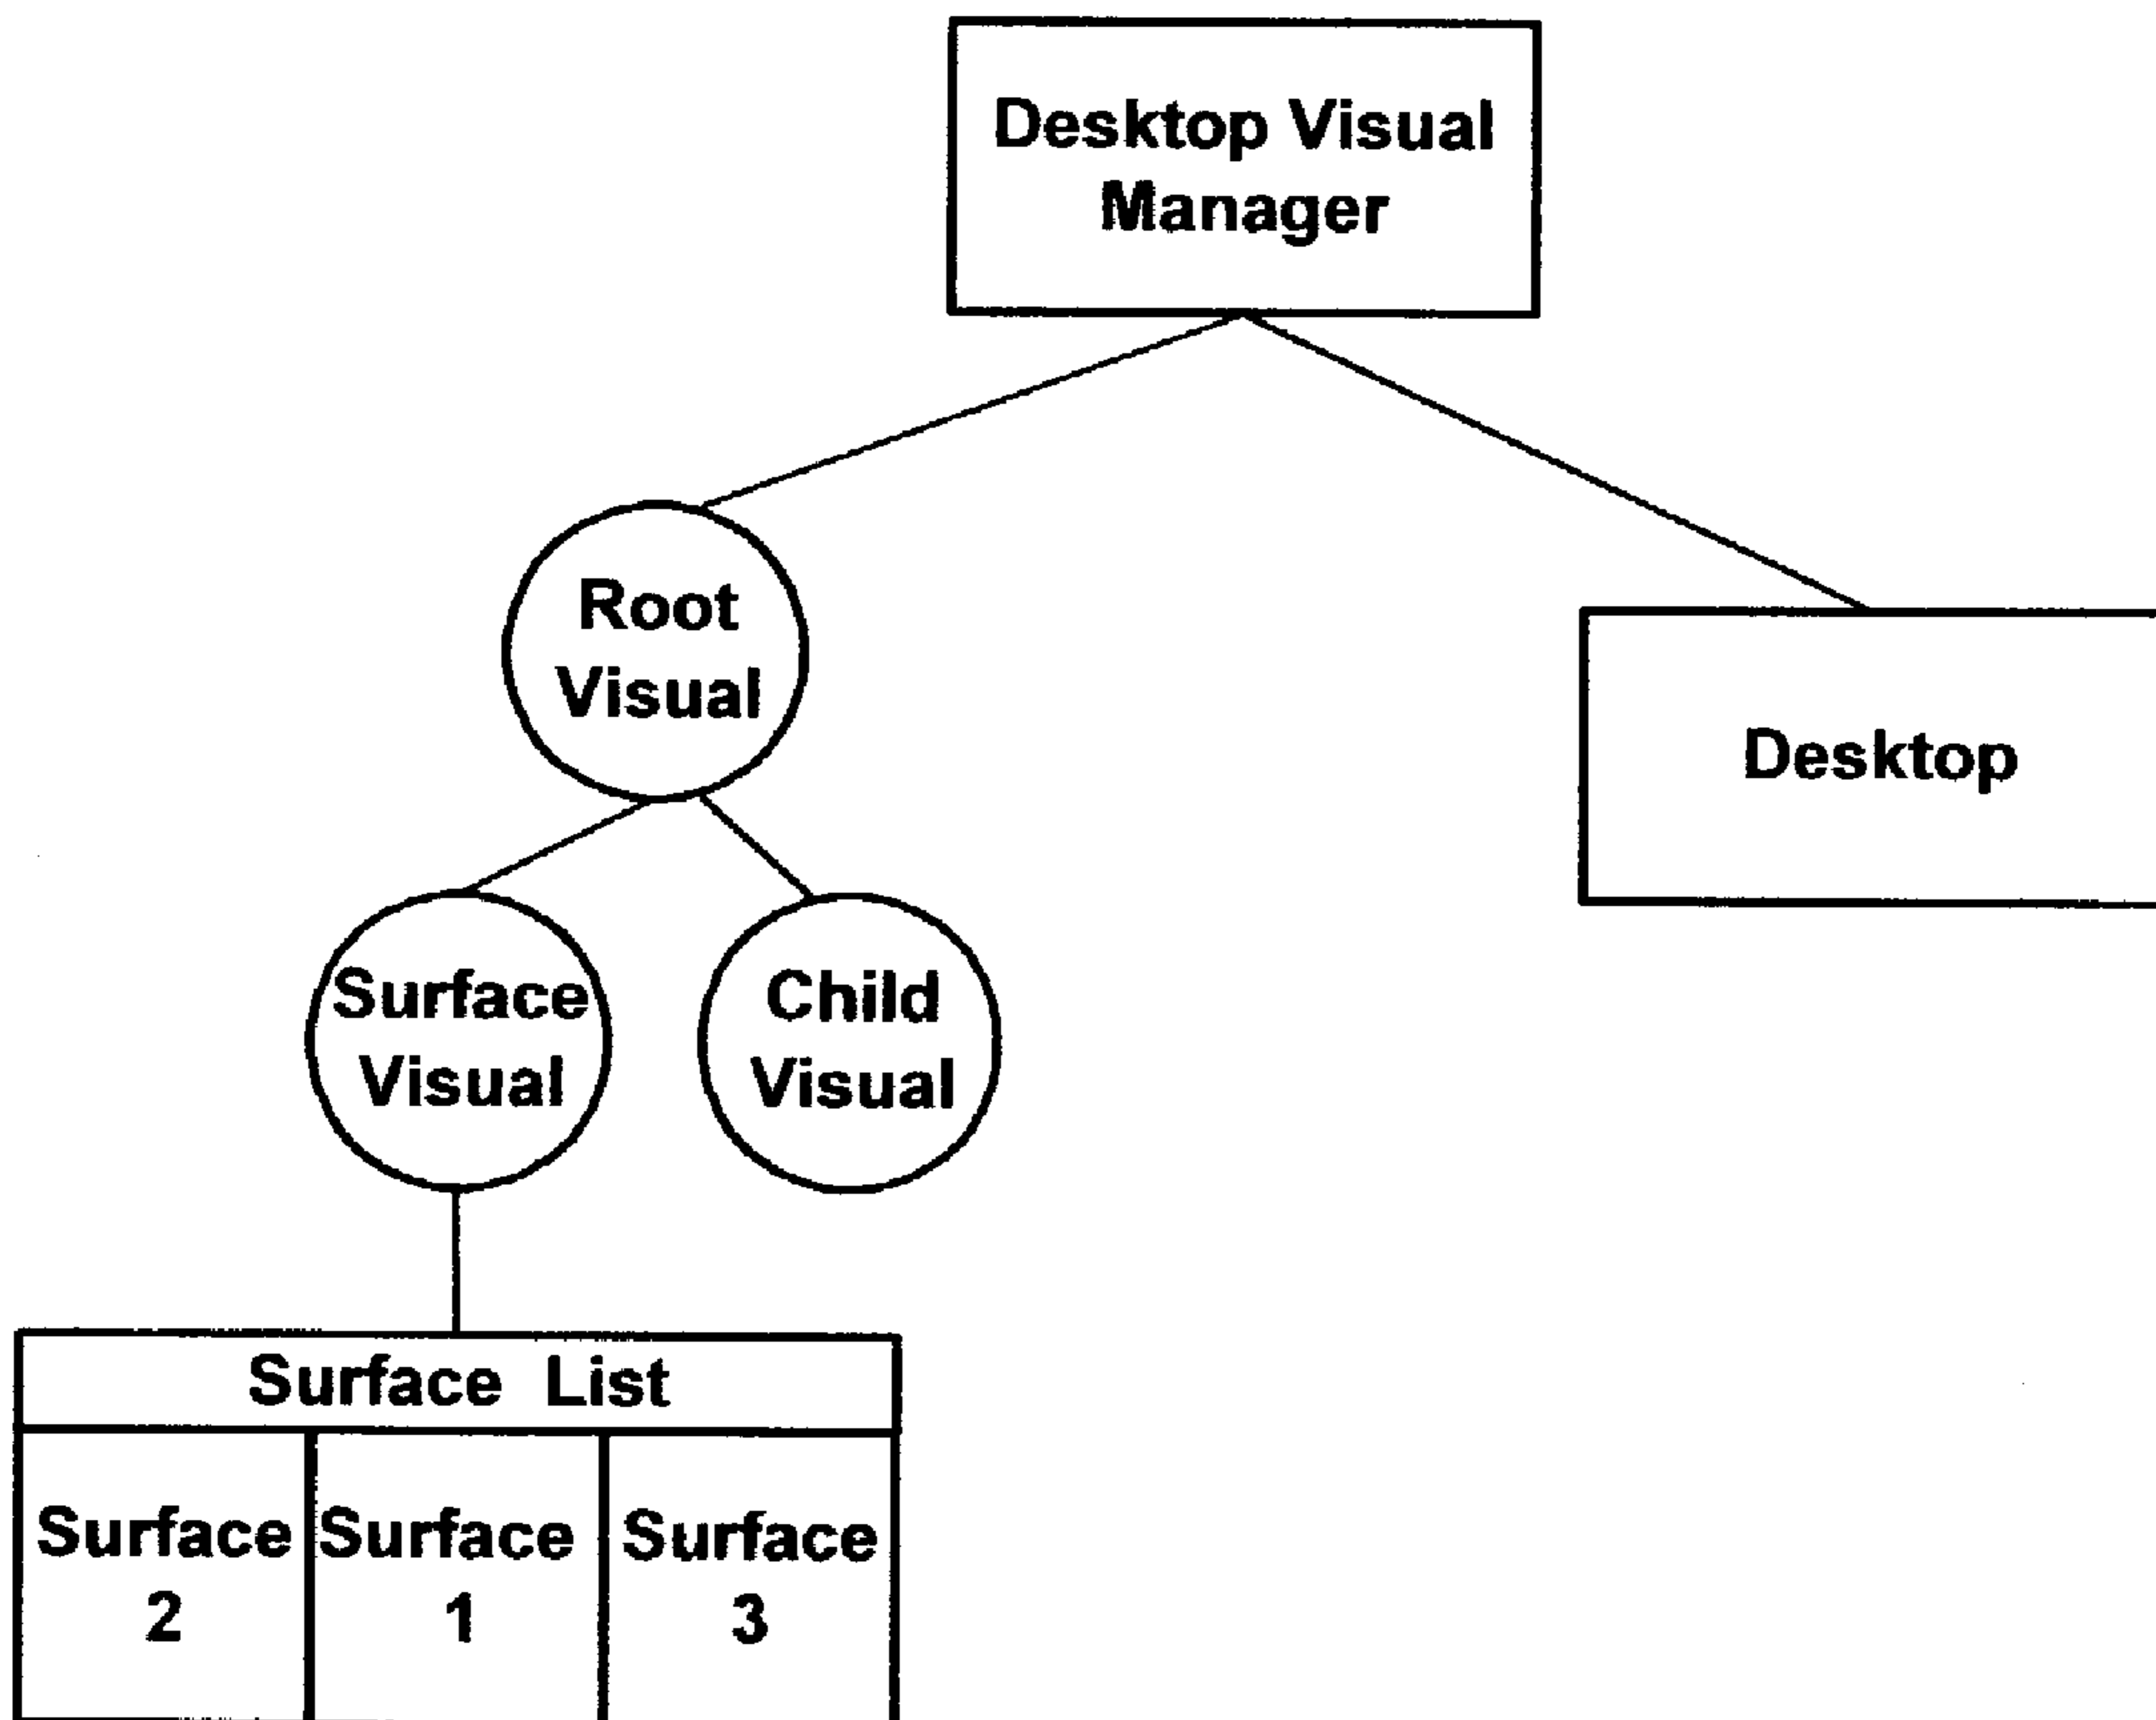 Desktop Visual
Manager
Root
Visual
Desktop
Surface
Visual
Child
Visual
Surface List
Surface
2
Surface
1
Surface
3